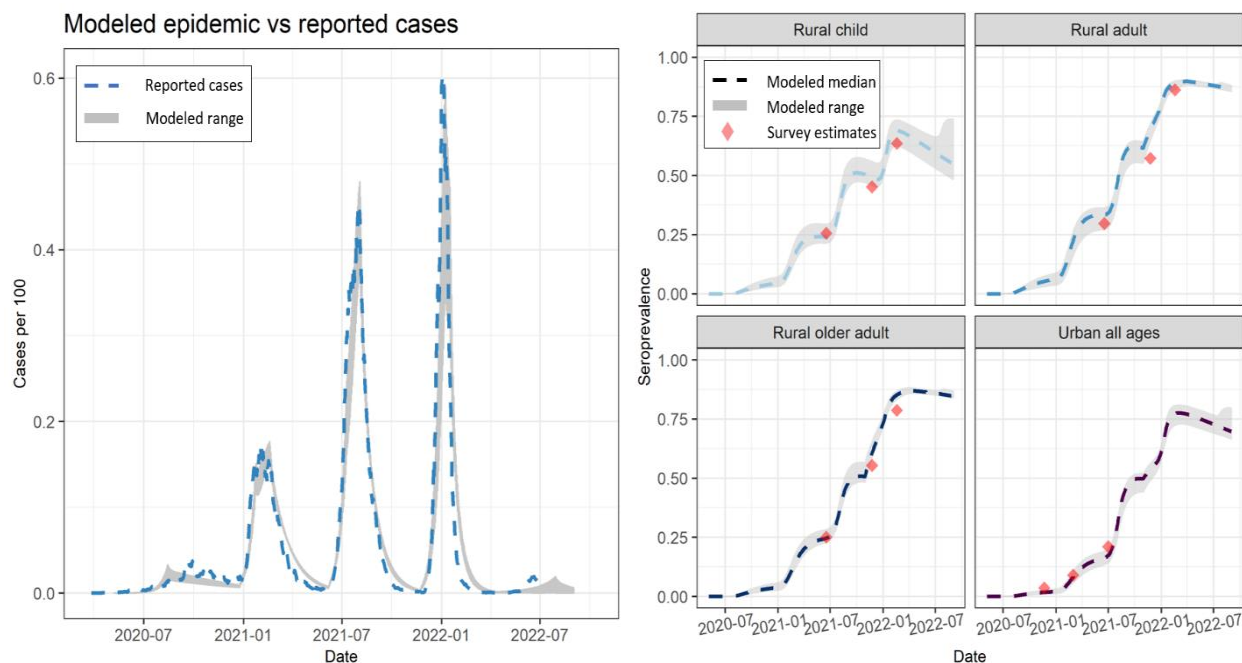 Modeled epidemic vs reported cases
0.6
0.4
0.2
0.0
Cases per 100
Reported cases
Modeled range
2020-07
2021-01
2021-07
2022-01
2022-07
Date
Seroprevalence
Rural child
Rural adult
1.00
0.75
0.50
0.25
0.00
Modeled median
Modeled range
Survey estimates
Rural older adult
Urban all ages
1.00
0.75
0.50
0.25
0.00
2020-07
2021-01
2021-07
2022-01
2022-07
2020-07
2021-01
2021-07
2022-01
2022-07
Date